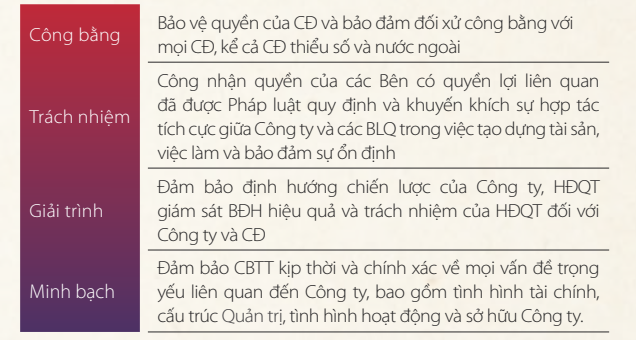 Công bằng
Bảo vệ quyền của CĐ và bảo đảm đối xử công bằng với
mọi CĐ, kể cả CĐ thiểu số và nước ngoài
Trách nhiệm
Công nhận quyền của các Bên có quyền lợi liên quan
đã được Pháp luật quy định và khuyến khích sự hợp tác
tích cực giữa Công ty và các BLQ trong việc tạo dựng tài sản,
việc làm và bảo đảm sự ổn định
Giải trình
Đảm bảo định hướng chiến lược của Công ty, HĐQT
giám sát BĐH hiệu quả và trách nhiệm của HĐQT đối với
Công ty và CĐ
Minh bạch
Đảm bảo CBTT kịp thời và chính xác về mọi vấn đề trọng
yếu liên quan đến Công ty, bao gồm tình hình tài chính,
cấu trúc Quản trị, tình hình hoạt động và sở hữu Công ty.